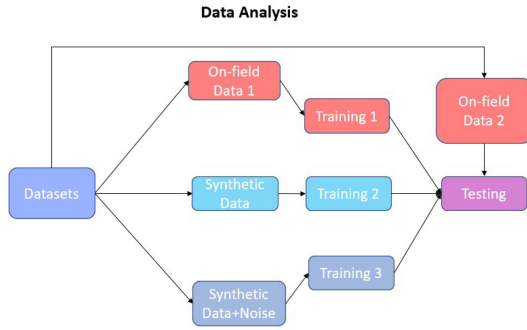 Data Analysis
On-field
Data 1
Training 1
On-field
Data 2
Datasets
Synthetic
Data
Training 2
Testing
Synthetic
Data+Noise
Training 3